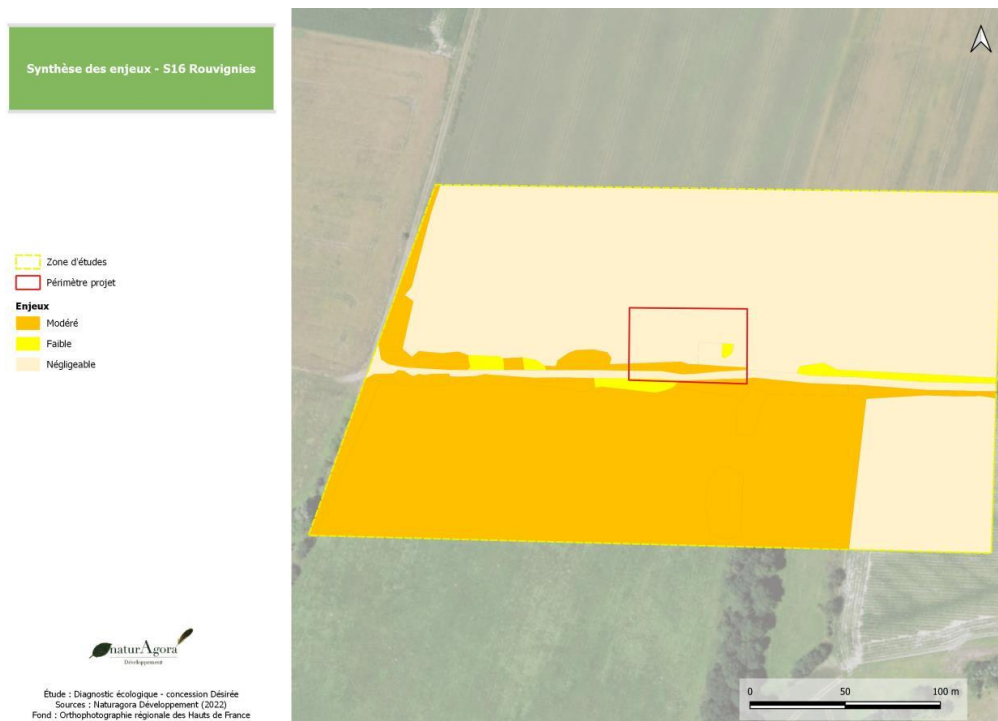 Synthèse des enjeux - S16 Rouvignies
Zone d'études
Périmètre projet
Enjeux
Modéré
Faible
Négligeable
naturAgora
Développement
Étude : Diagnostic écologique - concession Désirée
Sources : Naturagora Développement (2022)
Fond : Orthophotographie régionale des Hauts de France
0 50 100 m